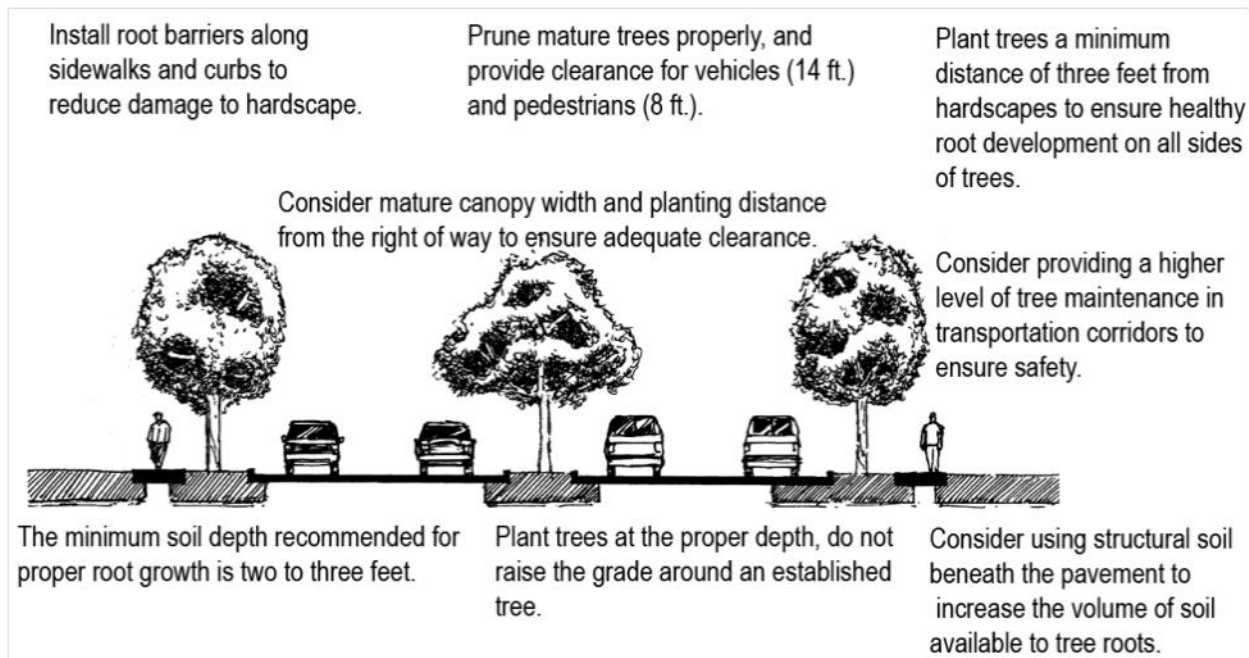 Install root barriers along
sidewalks and curbs to
reduce damage to hardscape.
Prune mature trees properly, and
provide clearance for vehicles (14 ft.)
and pedestrians (8 ft.).
Plant trees a minimum
distance of three feet from
hardscapes to ensure healthy
root development on all sides
of trees.
Consider mature canopy width and planting distance
from the right of way to ensure adequate clearance.
Consider providing a higher
level of tree maintenance in
transportation corridors to
ensure safety.
The minimum soil depth recommended for
proper root growth is two to three feet.
Plant trees at the proper depth, do not
raise the grade around an established
tree.
Consider using structural soil
beneath the pavement to
increase the volume of soil
available to tree roots.